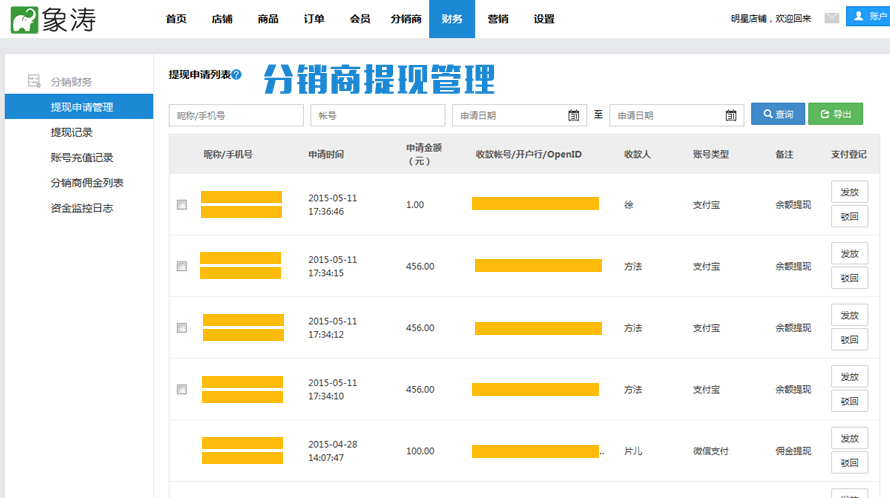 象涛
首页 店铺 商品 订单 会员 分销商 财务 营销 设置
明星店铺，欢迎回来 账户
分销财务
提现申请管理
提现记录
账号充值记录
分销商佣金列表
资金监控日志
提现申请列表?
分销商提现管理
昵称/手机号 帐号 申请日期 至 申请日期 查询 导出
昵称/手机号 申请时间 申请金额 收款帐号/开户行/OpenID 收款人 账号类型 备注 支付登记
（元）
2015-05-11
17:36:46
1.00 徐 支付宝 余额提现
发放
驳回
2015-05-11
17:34:15
456.00 方法 支付宝 余额提现
发放
驳回
2015-05-11
17:34:12
456.00 方法 支付宝 余额提现
发放
驳回
2015-05-11
17:34:10
456.00 方法 支付宝 余额提现
发放
驳回
2015-04-28
14:07:47
100.00 .. 片儿 微信支付 佣金提现
发放
驳回